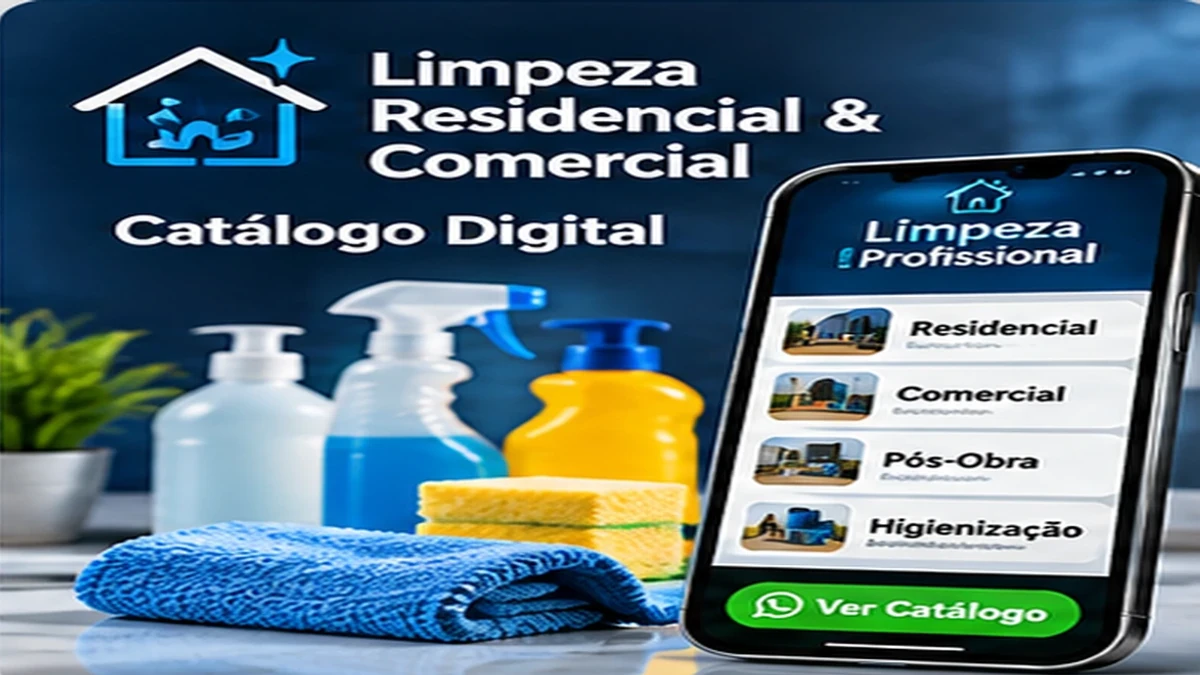 Limpeza
Residencial &
Comercial
Catálogo Digital
Limpeza
Profissional
Residencial
Comercial
Pós-Obra
Higienização
Ver Catálogo